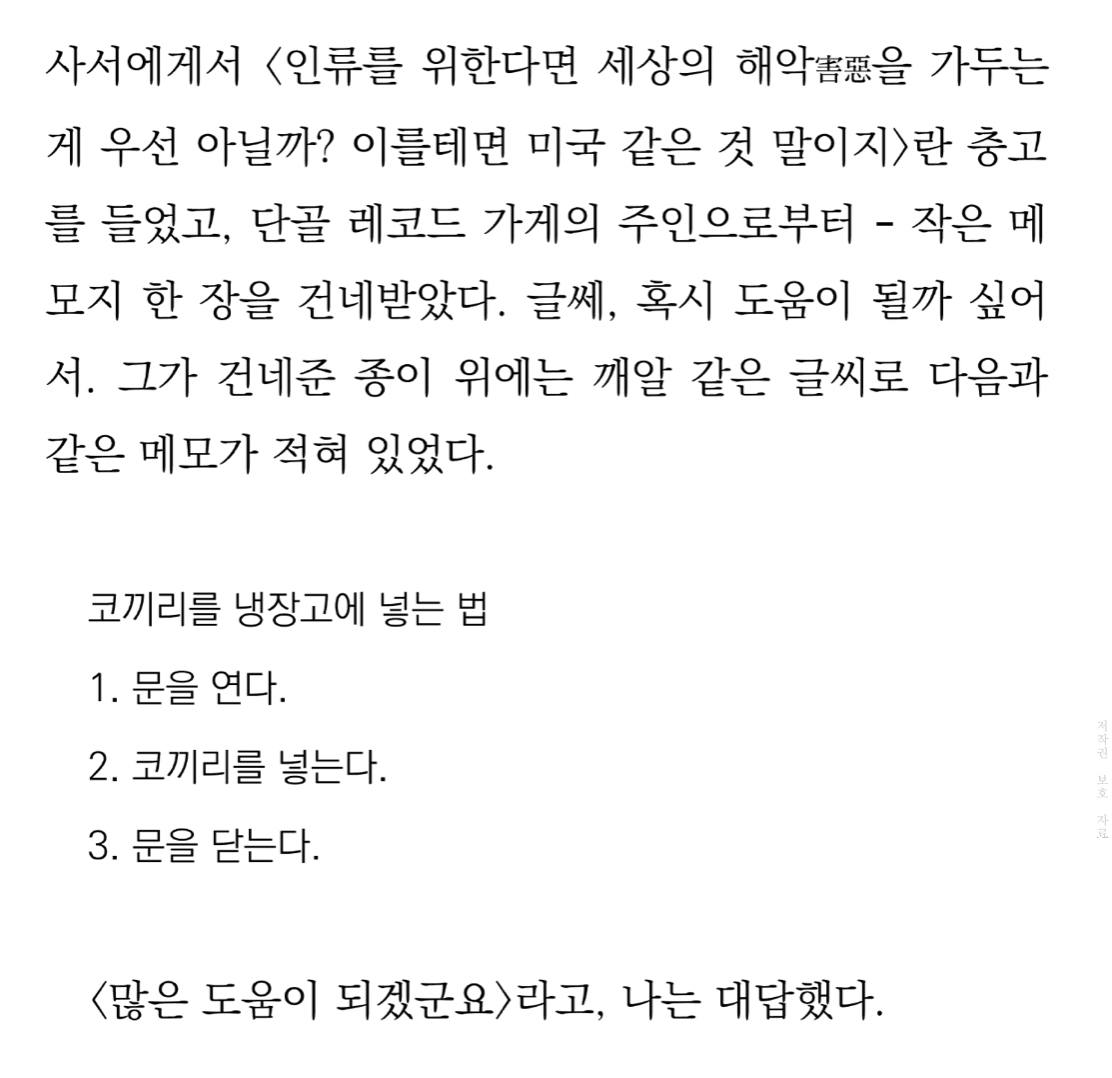 사서에게서 〈인류를 위한다면 세상의 해악害惡을 가두는
게 우선 아닐까? 이를테면 미국 같은 것 말이지〉란 충고
를 들었고, 단골 레코드 가게의 주인으로부터 - 작은 메
모지 한 장을 건네받았다. 글쎄, 혹시 도움이 될까 싶어
서. 그가 건네준 종이 위에는 깨알 같은 글씨로 다음과
같은 메모가 적혀 있었다.
코끼리를 냉장고에 넣는 법
1. 문을 연다.
2. 코끼리를 넣는다.
3. 문을 닫는다.
〈많은 도움이 되겠군요〉라고, 나는 대답했다.
저작권 보호 자료